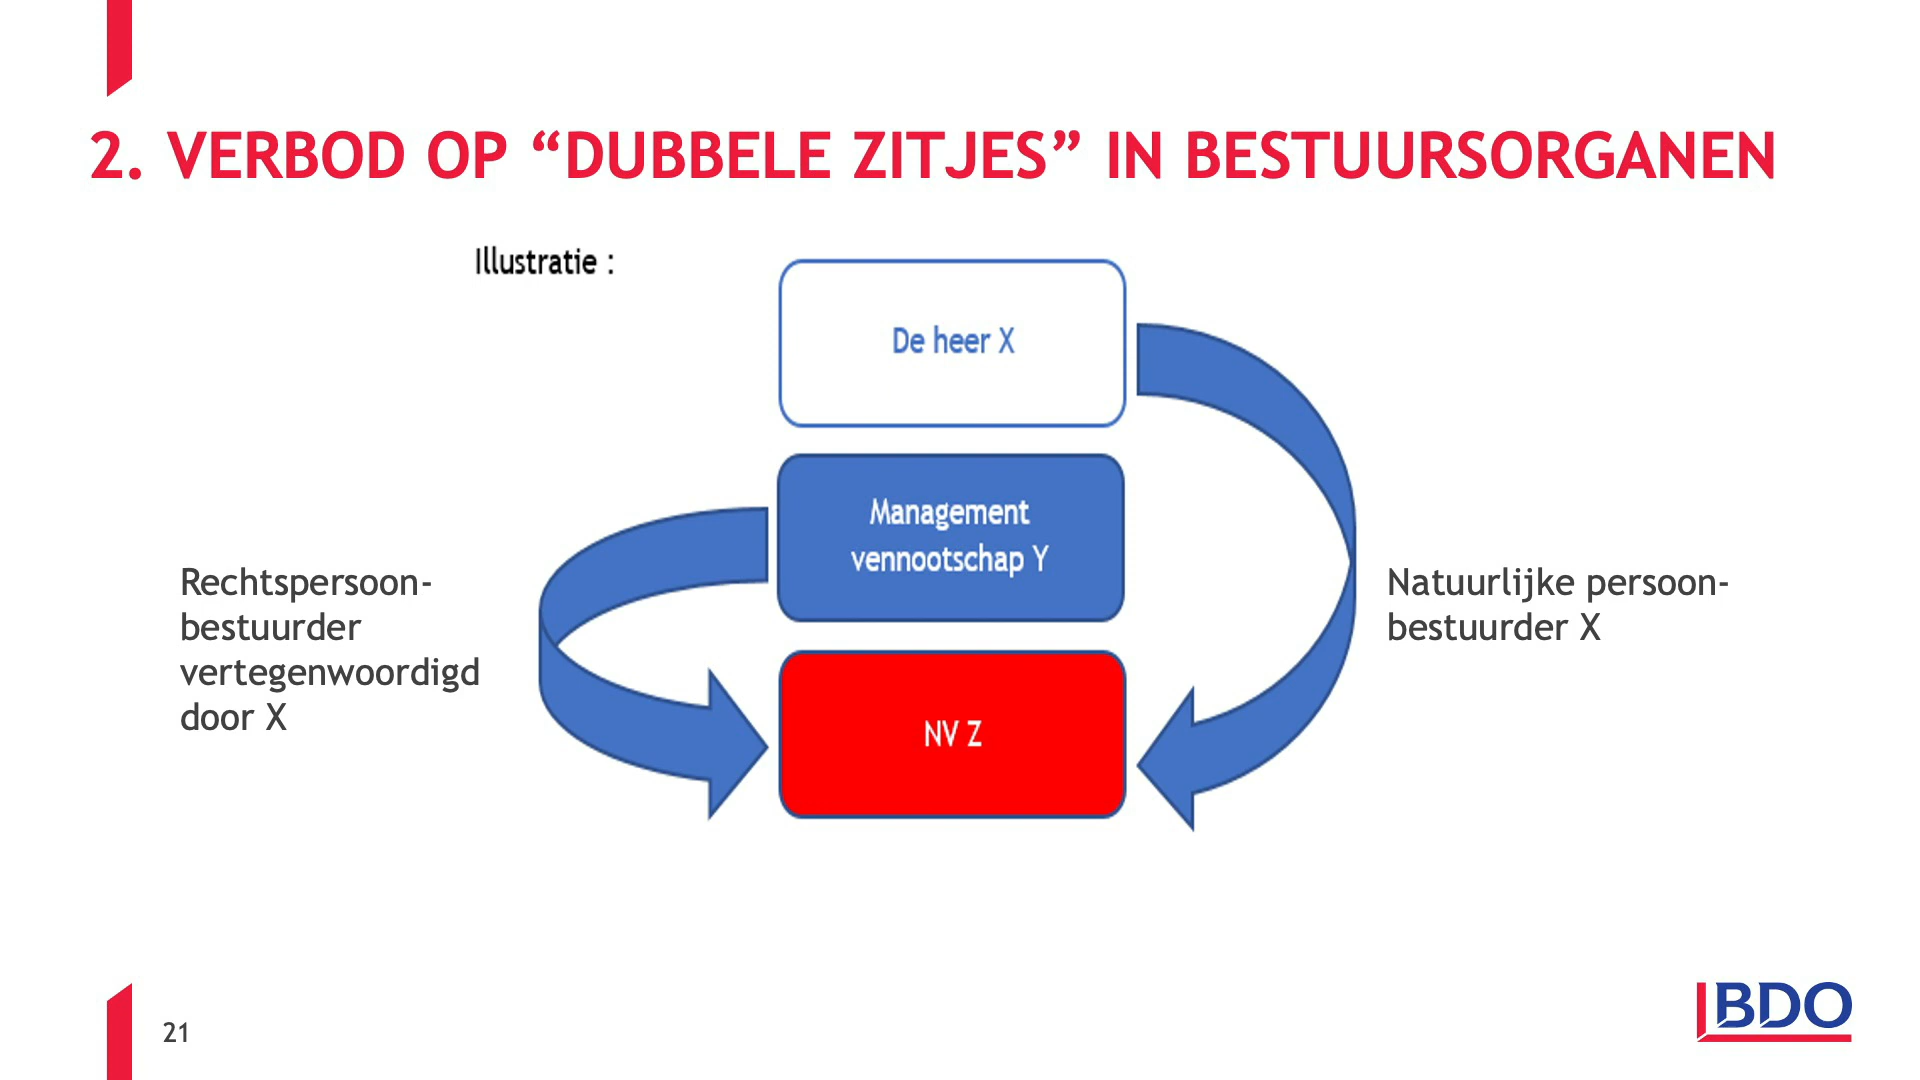 2. VERBOD OP “DUBBELE ZITJES” IN BESTUURSORGANEN
Illustratie :
De heer X
Management
vennootschap Y
NV Z
Rechtspersoon-
bestuurder
vertegenwoordigd
door X
Natuurlijke persoon-
bestuurder X
21
BDO